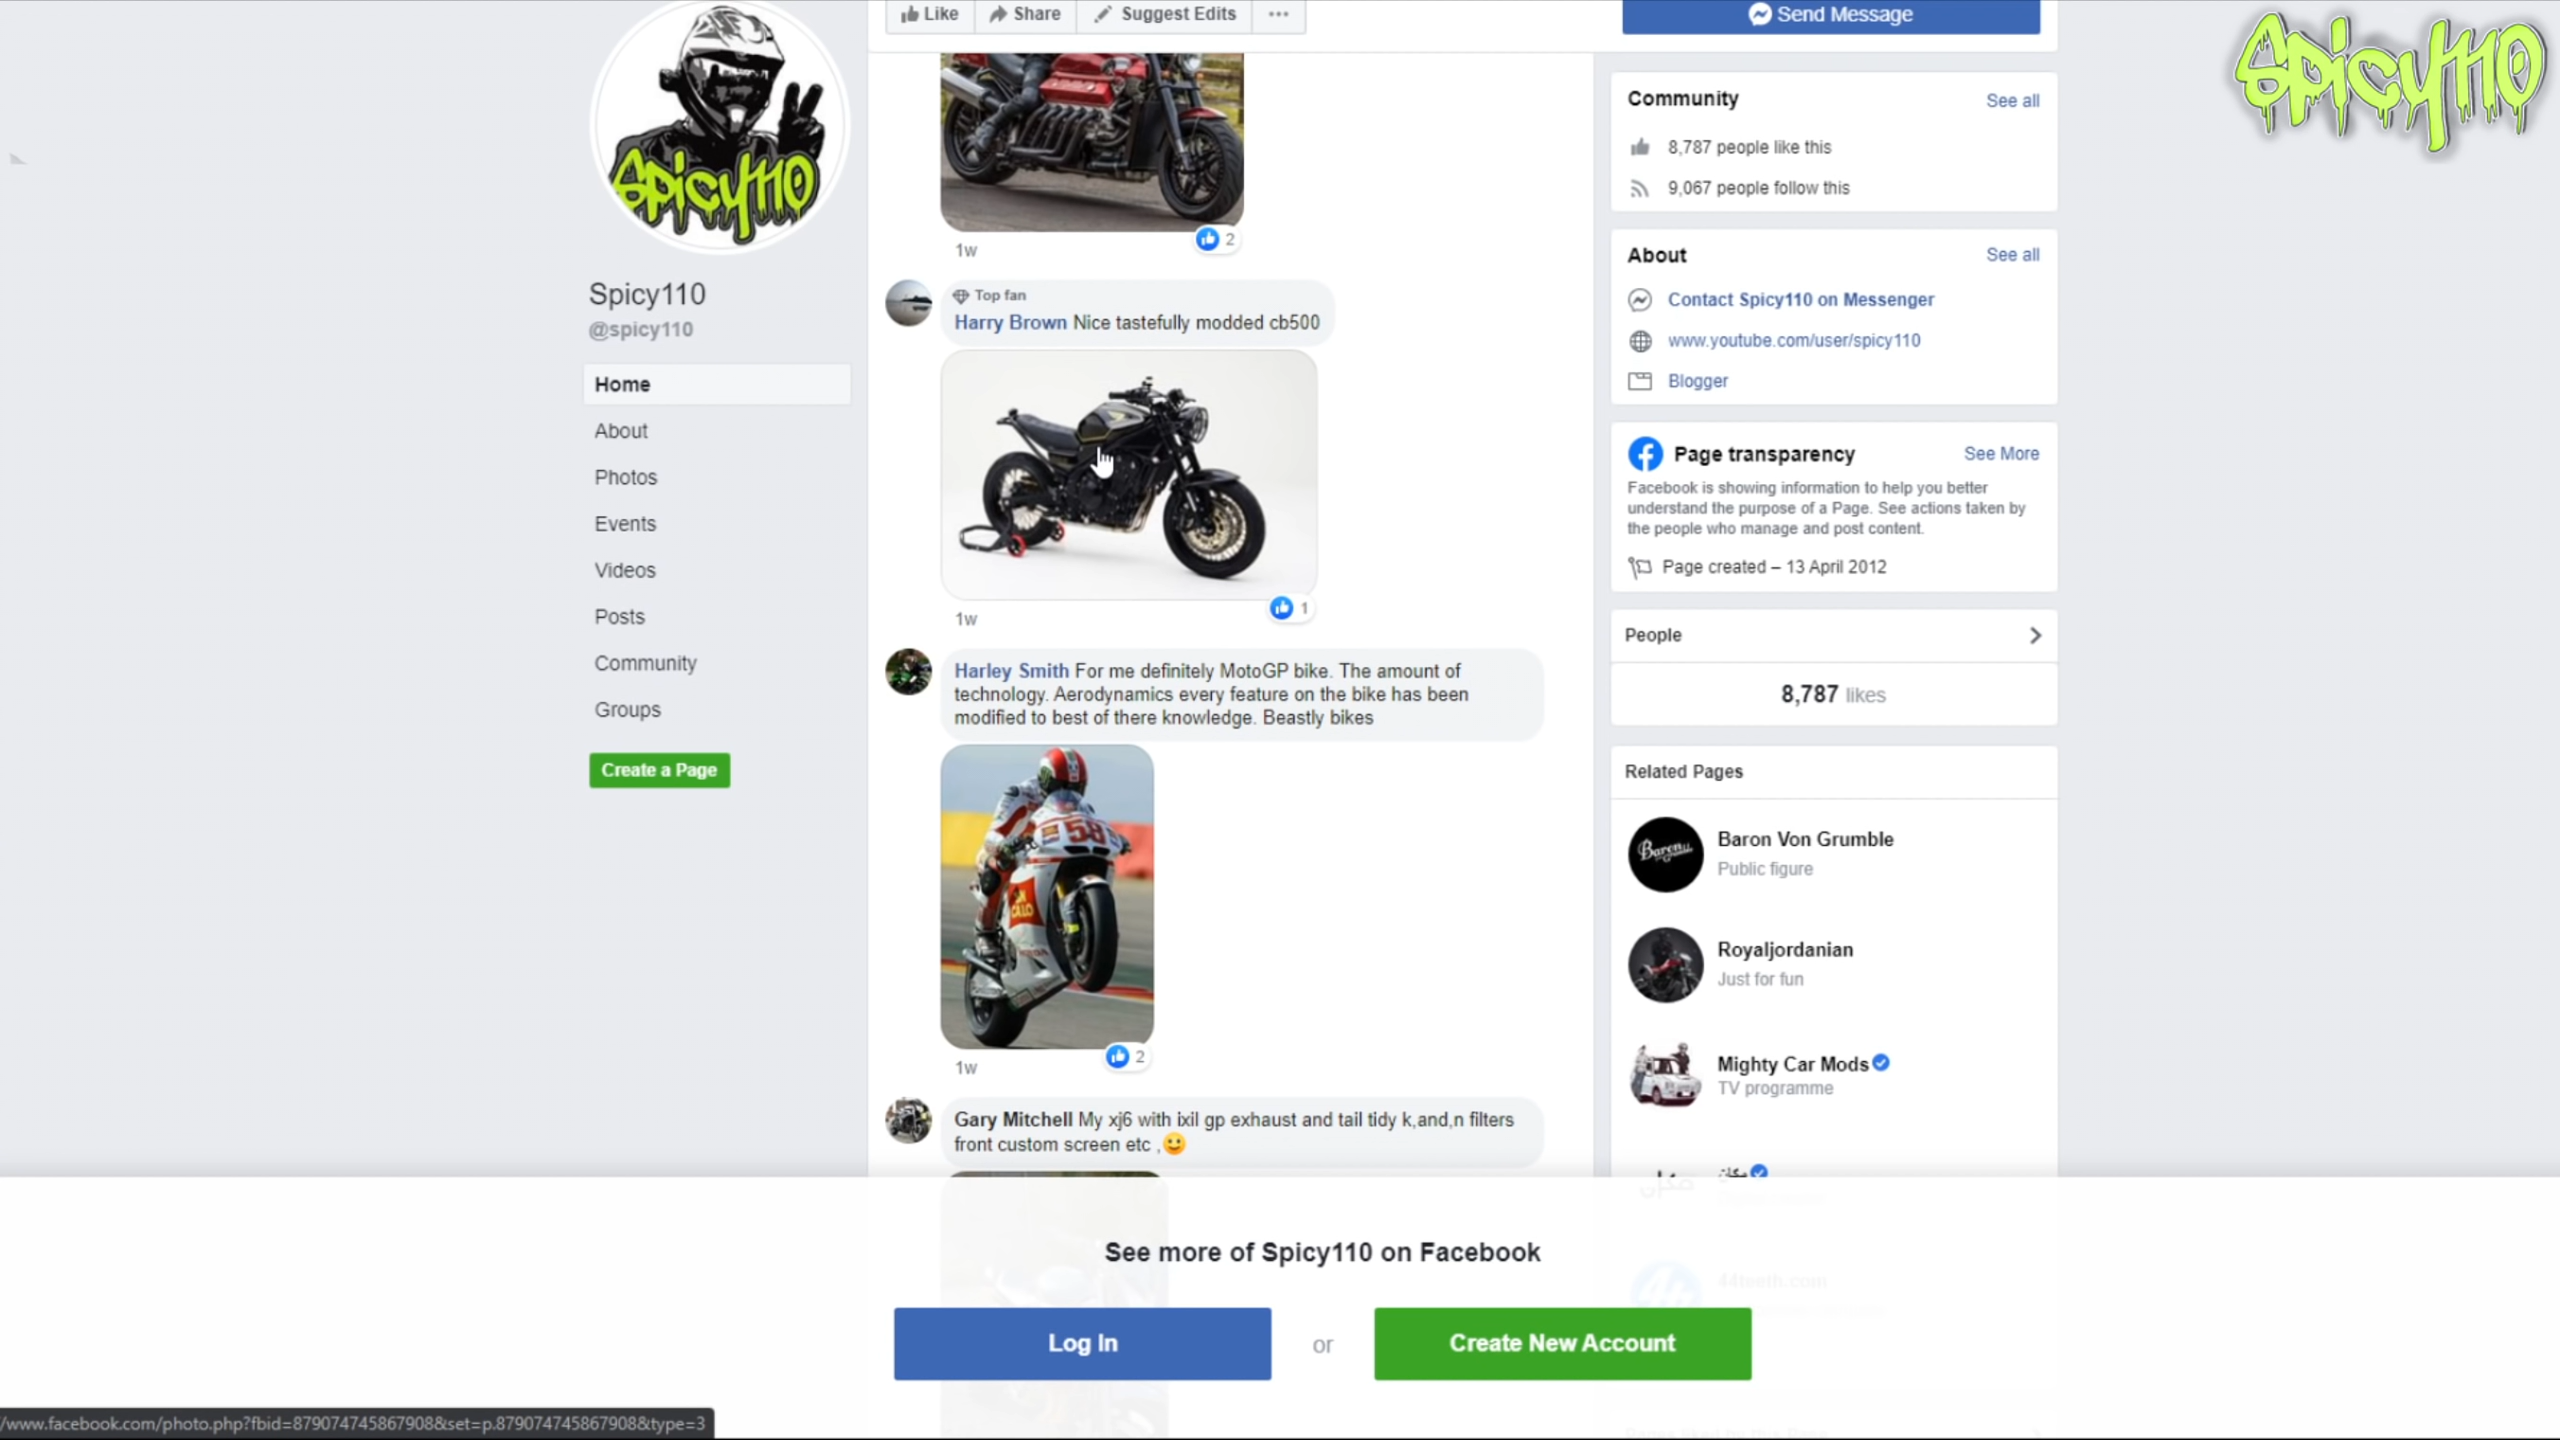 Like
Share
Suggest Edits
Send Message
Spicy110
Spicy110
Spicy110
@spicy110
Home
About
Photos
Events
Videos
Posts
Community
Groups
Create a Page
2
1w
Top fan
Harry Brown Nice tastefully modded cb500
1
1w
Harley Smith For me definitely MotoGP bike. The amount of
technology. Aerodynamics every feature on the bike has been
modified to best of there knowledge. Beastly bikes
58
2
1w
Gary Mitchell My xj6 with ixil gp exhaust and tail tidy k,and,n filters
front custom screen etc ,
Community
See all
8,787 people like this
9,067 people follow this
About
See all
Contact Spicy110 on Messenger
www.youtube.com/user/spicy110
Blogger
Page transparency
See More
Facebook is showing information to help you better
understand the purpose of a Page. See actions taken by
the people who manage and post content.
Page created – 13 April 2012
People
8,787 likes
Related Pages
Baron Von Grumble
Public figure
Royaljordanian
Just for fun
Mighty Car Mods
TV programme
44teeth.com
See more of Spicy110 on Facebook
Log In
or
Create New Account
/www.facebook.com/photo.php?fbid=879074745867908&set=p.879074745867908&type=3